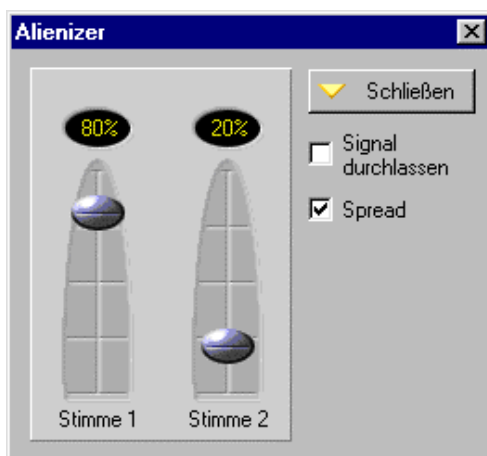 Alienizer
80% 20%
Stimme 1 Stimme 2
Schließen
Signal
durchlassen
Spread